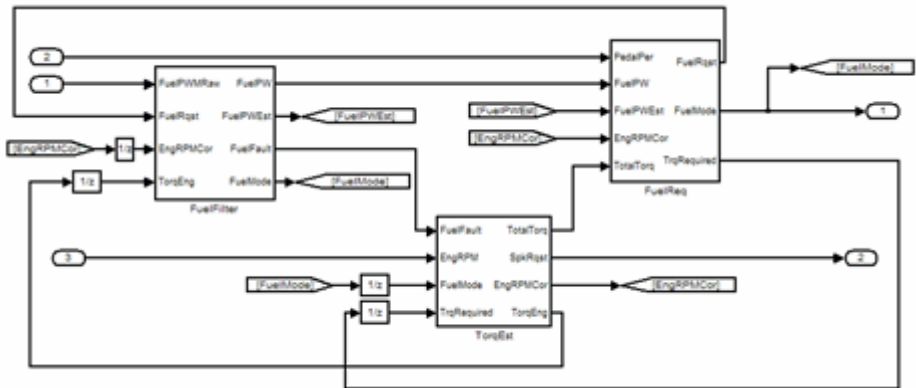 2
PedalPer
FuelRqst
[FuelMode]
1
FuelPWMRaw
FuelPW
FuelPW
FuelRqst
FuelPWEst
[FuelPWEst]
[FuelPWEst]
FuelPWEst
FuelMode
1
[EngRPMCor]
1/z
EngRPMCor
FuelFault
[EngRPMCor]
EngRPMCor
1/z
TorqEng
FuelMode
[FuelMode]
TotalTorq
TrqRequired
FuelFilter
FuelReq
FuelFault
TotalTorq
3
EngRPM
SpkRqst
2
[FuelMode]
1/z
FuelMode
EngRPMCor
[EngRPMCor]
1/z
TrqRequired
TorqEng
TorqEst